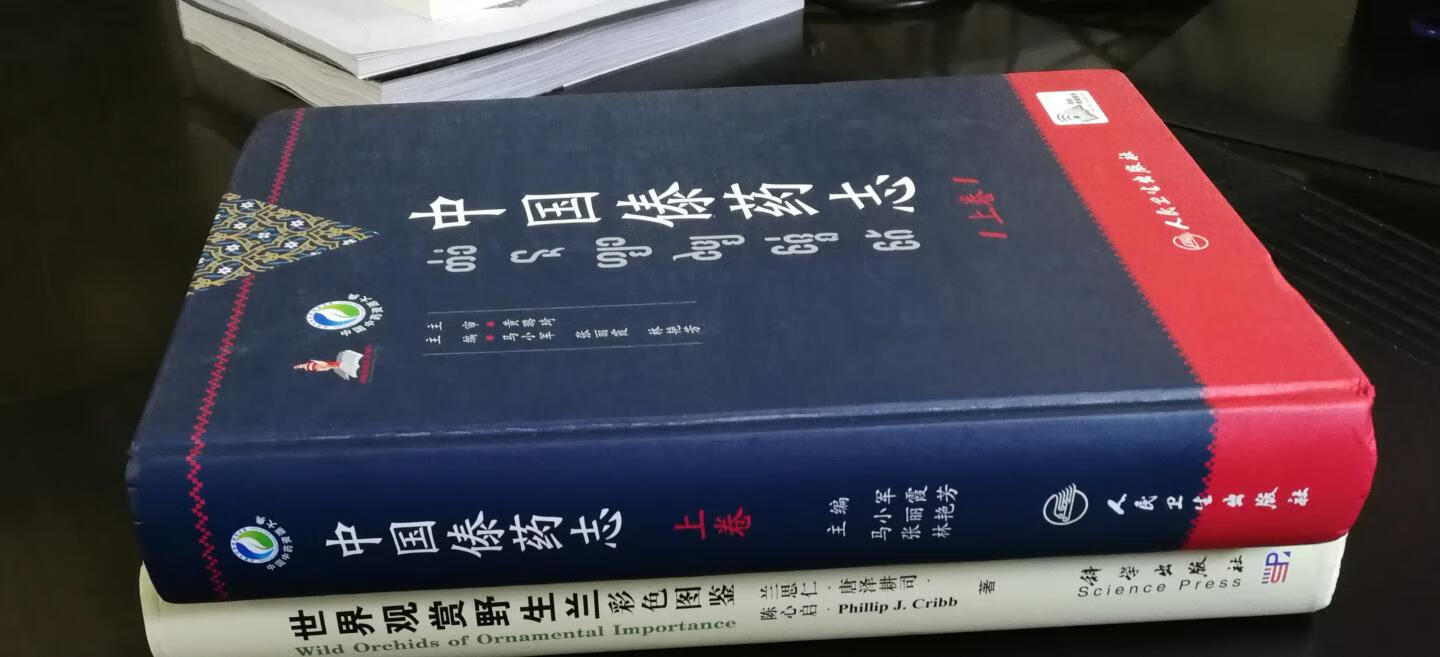 中国傣药志
上卷
主审 黄璐琦
主编 马小军 张丽霞 林艳芳
人民卫生出版社
中国傣药志
上卷
主编
马小军
张丽霞
林艳芳
人民卫生出版社
世界观赏野生兰彩色图鉴
Wild Orchids of Ornamental Importance
兰思仁·唐泽耕司·
陈心启·Phillip J. Cribb
著
科学出版社
Science Press
SP